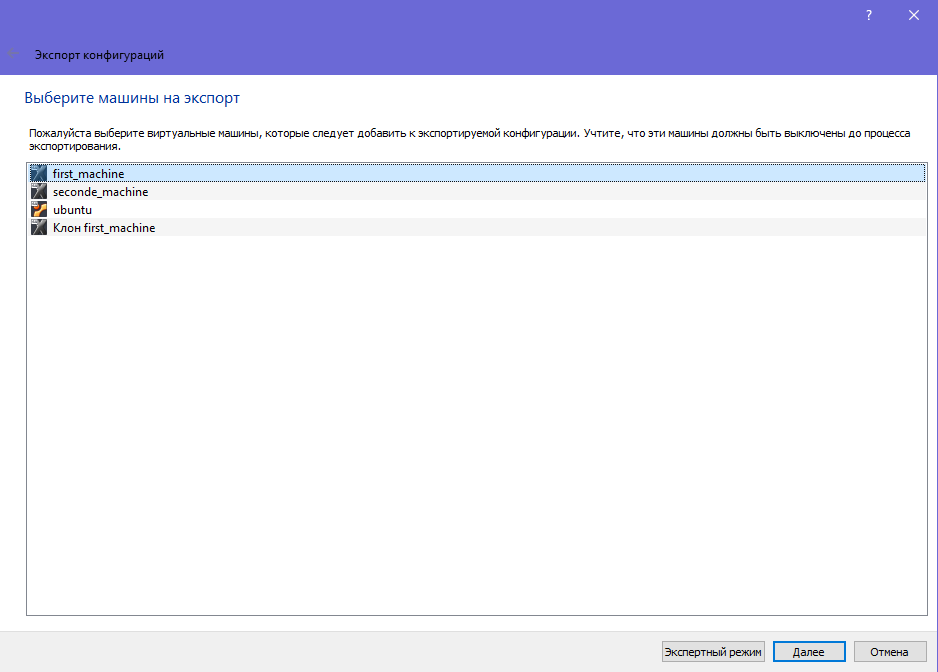 ?
Экспорт конфигураций
Выберите машины на экспорт
Пожалуйста выберите виртуальные машины, которые следует добавить к экспортируемой конфигурации. Учтите, что эти машины должны быть выключены до процесса
экспортирования.
first_machine
seconde_machine
ubuntu
Клон first_machine
Экспертный режим Далее Отмена